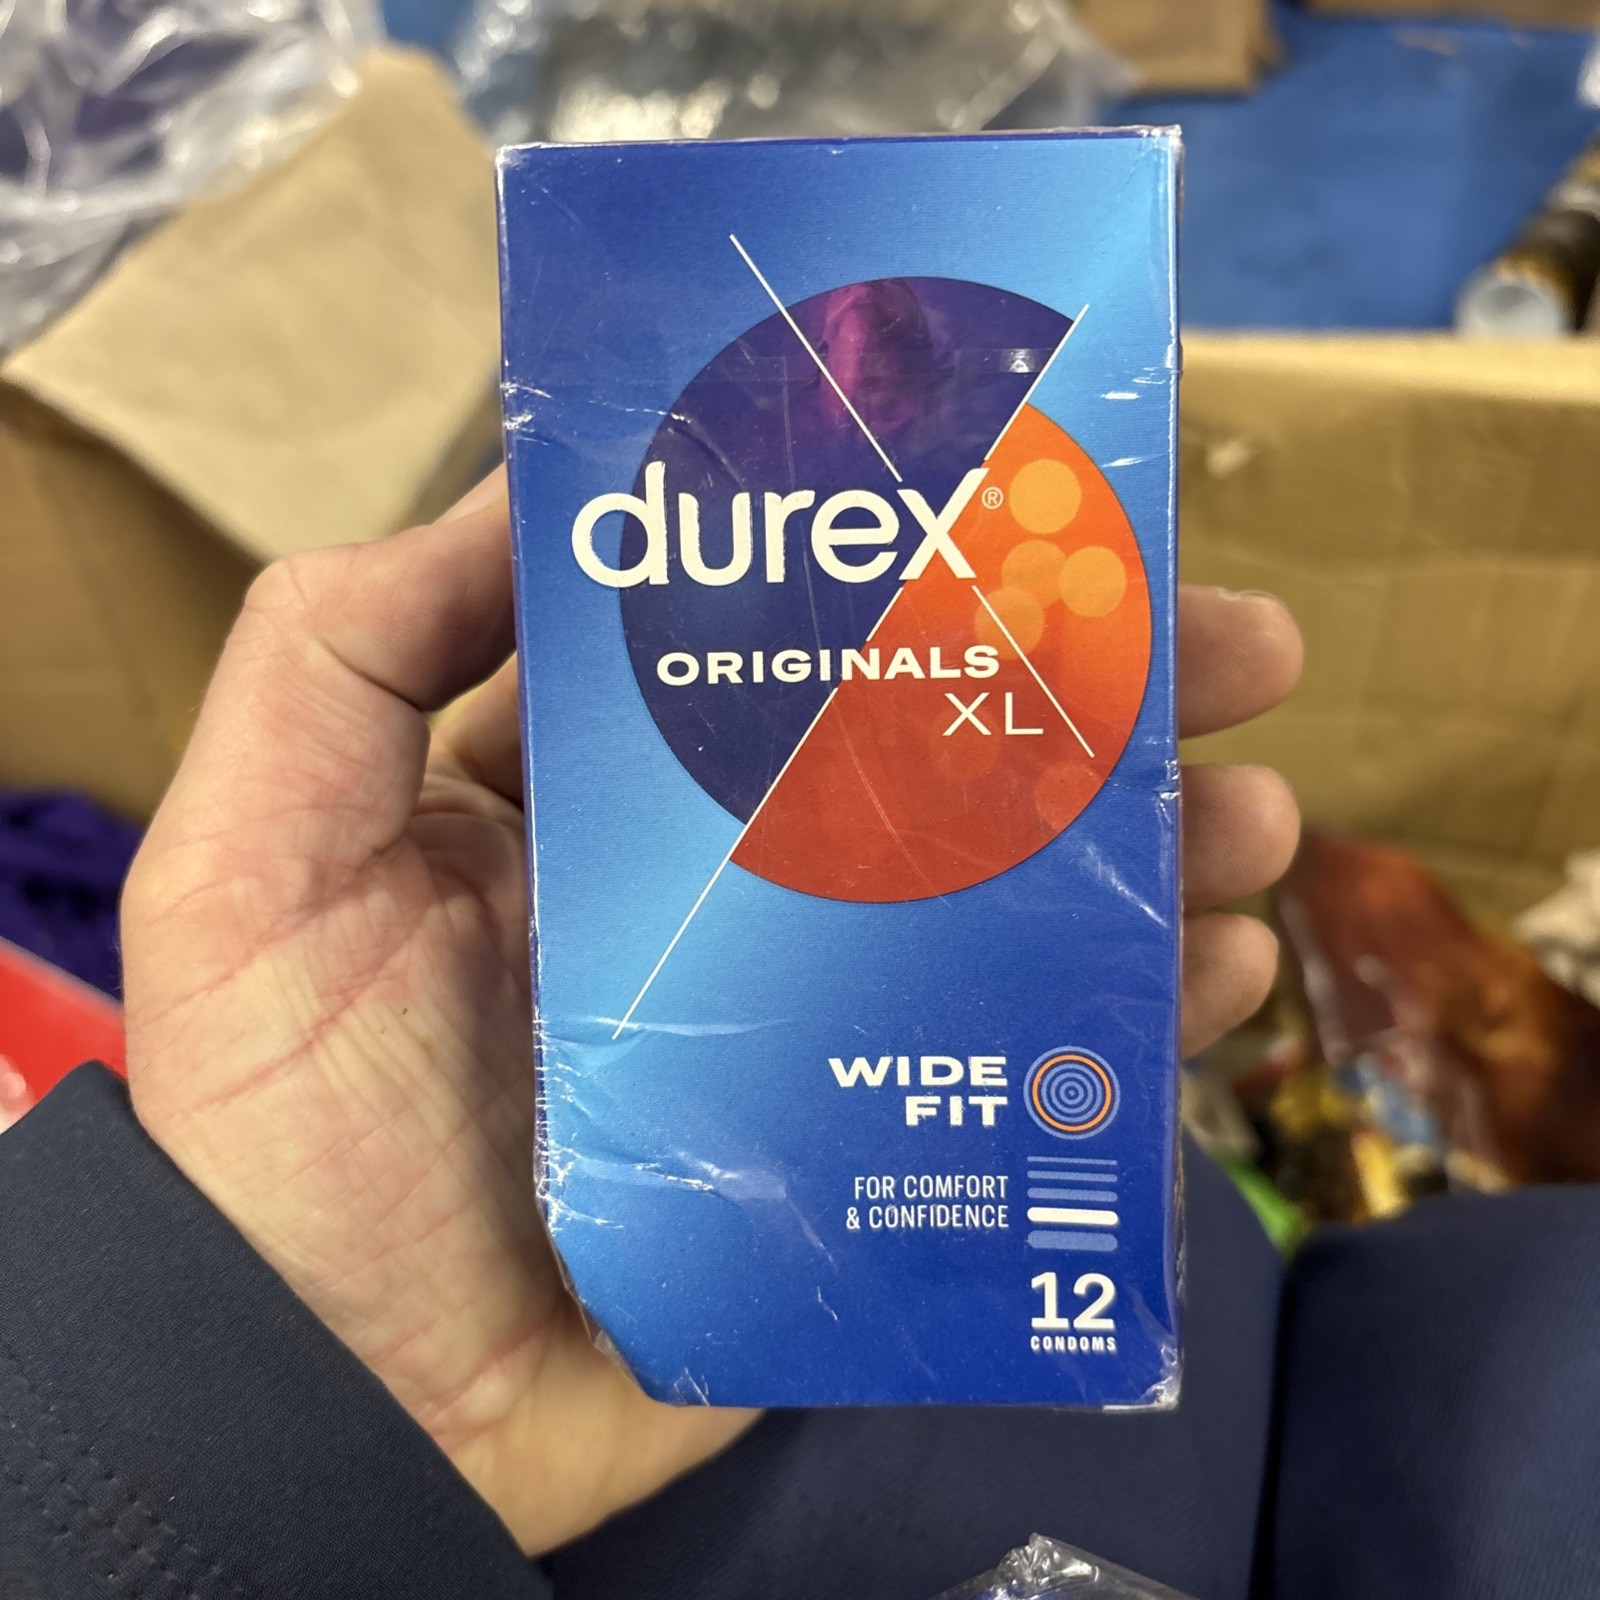 durex®
ORIGINALS
XL
WIDE
FIT
FOR COMFORT
& CONFIDENCE
12
CONDOMS